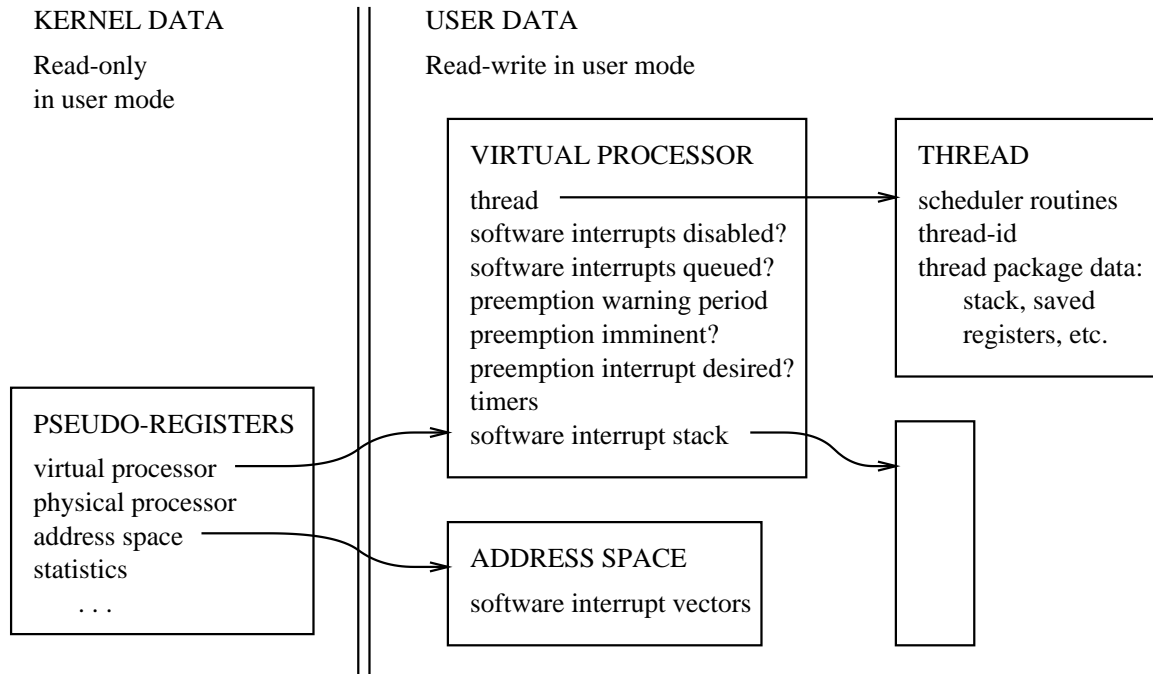 KERNEL DATA
Read-only
in user mode
USER DATA
Read-write in user mode
VIRTUAL PROCESSOR
thread
software interrupts disabled?
software interrupts queued?
preemption warning period
preemption imminent?
preemption interrupt desired?
timers
software interrupt stack
THREAD
scheduler routines
thread-id
thread package data:
stack, saved
registers, etc.
PSEUDO-REGISTERS
virtual processor
physical processor
address space
statistics
. . .
ADDRESS SPACE
software interrupt vectors